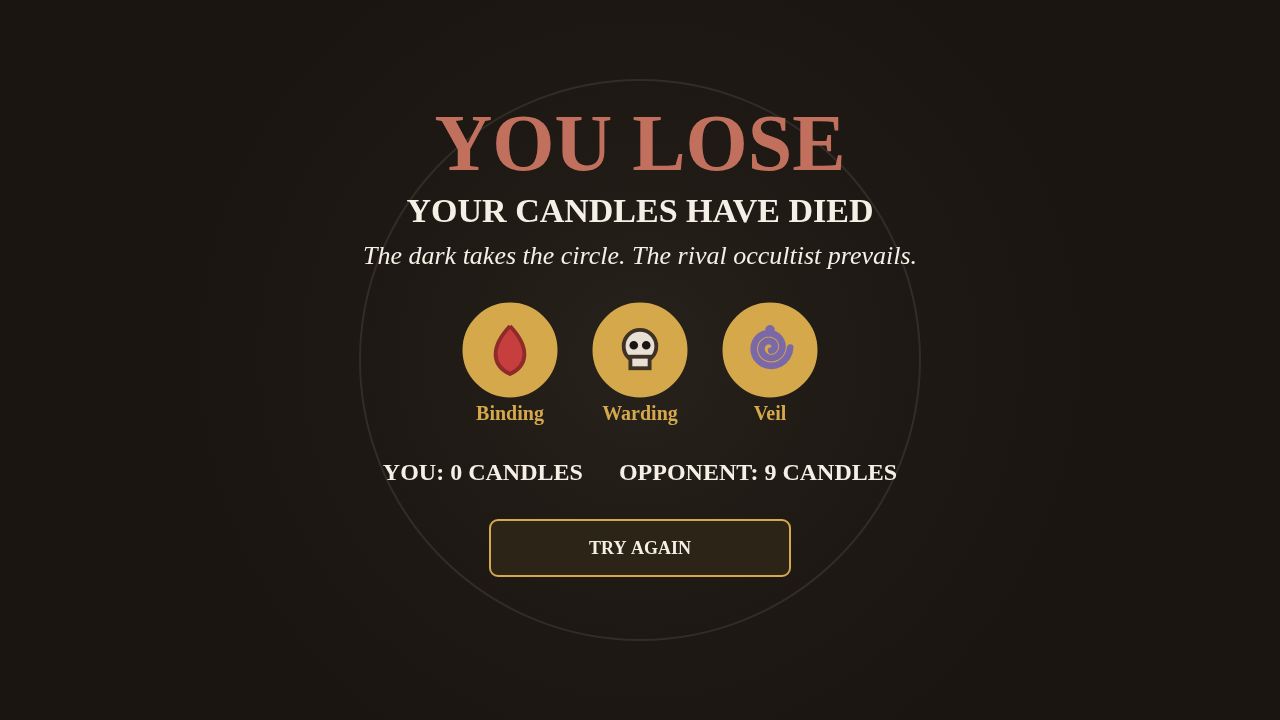 YOU LOSE
YOUR CANDLES HAVE DIED
The dark takes the circle. The rival occultist prevails.
Binding Warding Veil
YOU: 0 CANDLES OPPONENT: 9 CANDLES
TRY AGAIN